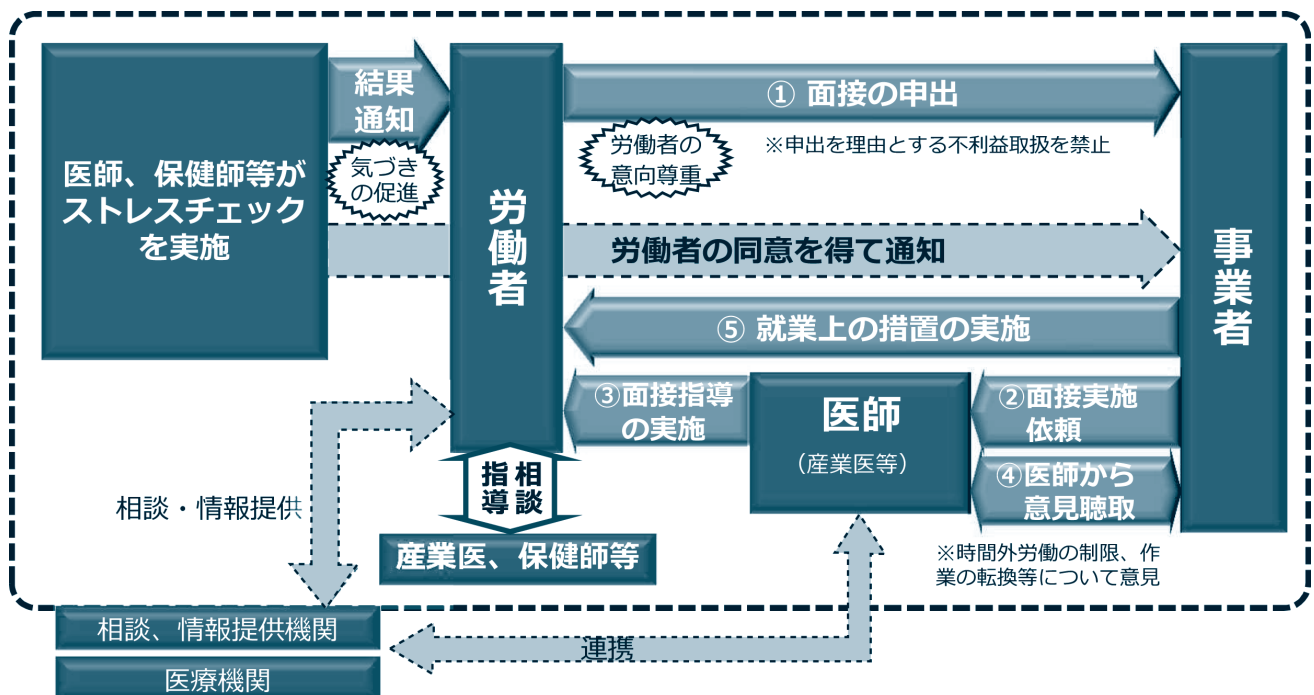 医師、保健師等が
ストレスチェック
を実施
結果
通知
気づき
の促進
労働者
① 面接の申出
労働者の
意向尊重
※申出を理由とする不利益取扱を禁止
労働者の同意を得て通知
事業者
⑤ 就業上の措置の実施
③面接指導
の実施
医師
(産業医等)
②面接実施
依頼
④医師から
意見聴取
※時間外労働の制限、作
業の転換等について意見
相談
指導
産業医、保健師等
相談・情報提供
相談、情報提供機関
医療機関
連携